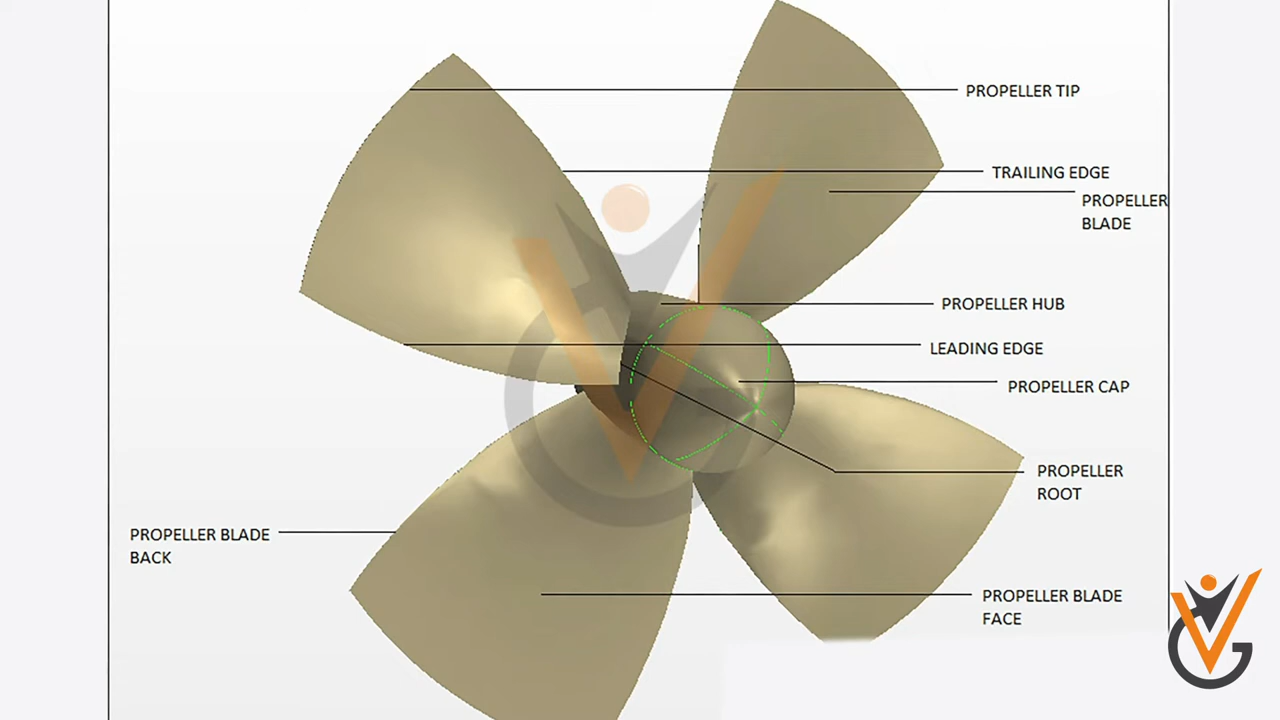 PROPELLER TIP
TRAILING EDGE
PROPELLER
BLADE
PROPELLER HUB
LEADING EDGE
PROPELLER CAP
PROPELLER
ROOT
PROPELLER BLADE
BACK
PROPELLER BLADE
FACE